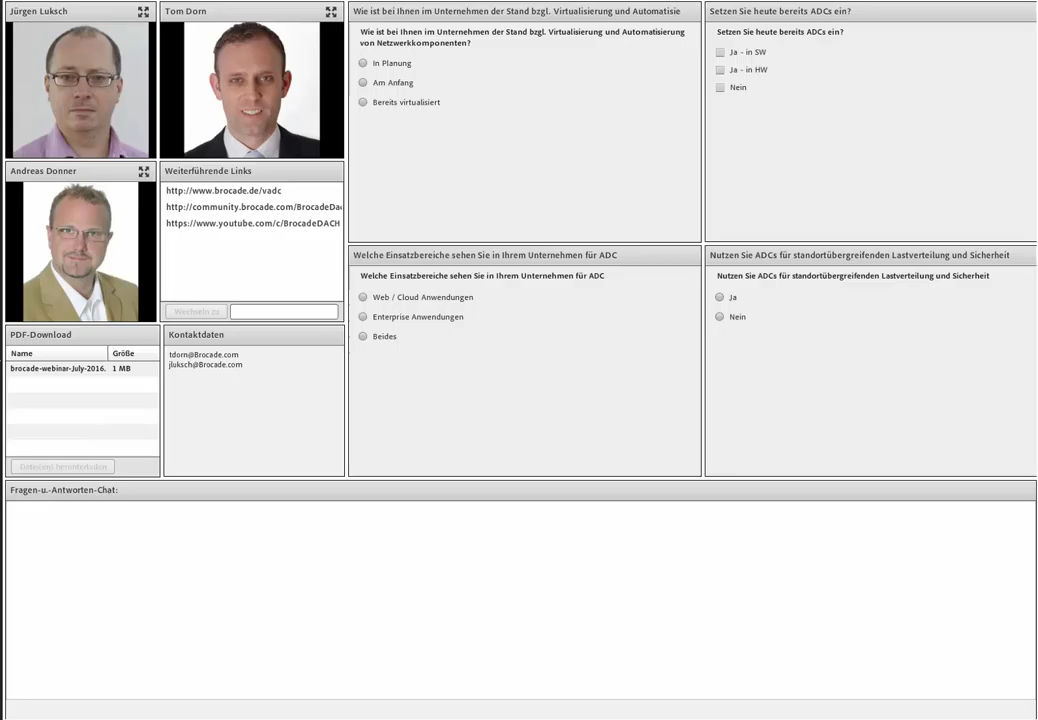 Jürgen Luksch
Tom Dorn
Wie ist bei Ihnen im Unternehmen der Stand bzgl. Virtualisierung und Automatisie
Wie ist bei Ihnen im Unternehmen der Stand bzgl. Virtualisierung und Automatisierung
von Netzwerkkomponenten?
In Planung
Am Anfang
Bereits virtualisiert
Setzen Sie heute bereits ADCs ein?
Setzen Sie heute bereits ADCs ein?
Ja - in SW
Ja - in HW
Nein
Andreas Donner
Weiterführende Links
http://www.brocade.de/vadc
http://community.brocade.com/BrocadeDa
https://www.youtube.com/c/BrocadeDACH
Wechseln zu
Welche Einsatzbereiche sehen Sie in Ihrem Unternehmen für ADC
Welche Einsatzbereiche sehen Sie in Ihrem Unternehmen für ADC
Web / Cloud Anwendungen
Enterprise Anwendungen
Beides
Nutzen Sie ADCs für standortübergreifenden Lastverteilung und Sicherheit
Nutzen Sie ADCs für standortübergreifenden Lastverteilung und Sicherheit
Ja
Nein
PDF-Download
Name Größe
brocade-webinar-July-2016. 1 MB
Datei(en) herunterladen
Kontaktdaten
tdorn@Brocade.com
jluksch@Brocade.com
Fragen-u.-Antworten-Chat: